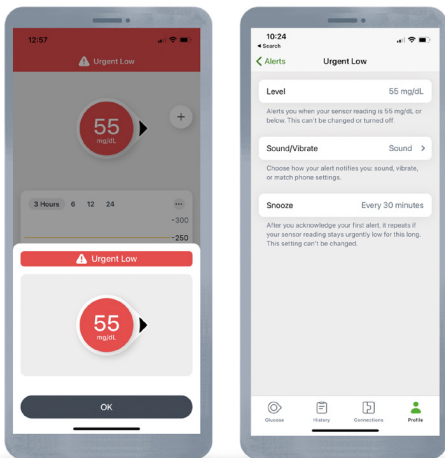 12:57
Urgent Low
55
mg/dL
3 Hours 6 12 24
-300
-250
Urgent Low
55
mg/dL
OK
10:24
Search
Alerts Urgent Low
Level 55 mg/dL
Alerts you when your sensor reading is 55 mg/dL or
below. This can't be changed or turned off.
Sound/Vibrate Sound
Choose how your alert notifies you: sound, vibrate,
or match phone settings.
Snooze Every 30 minutes
After you acknowledge your first alert, it repeats if
your sensor reading stays urgently low for this long.
This setting can't be changed.
Glucose History Connections Profile